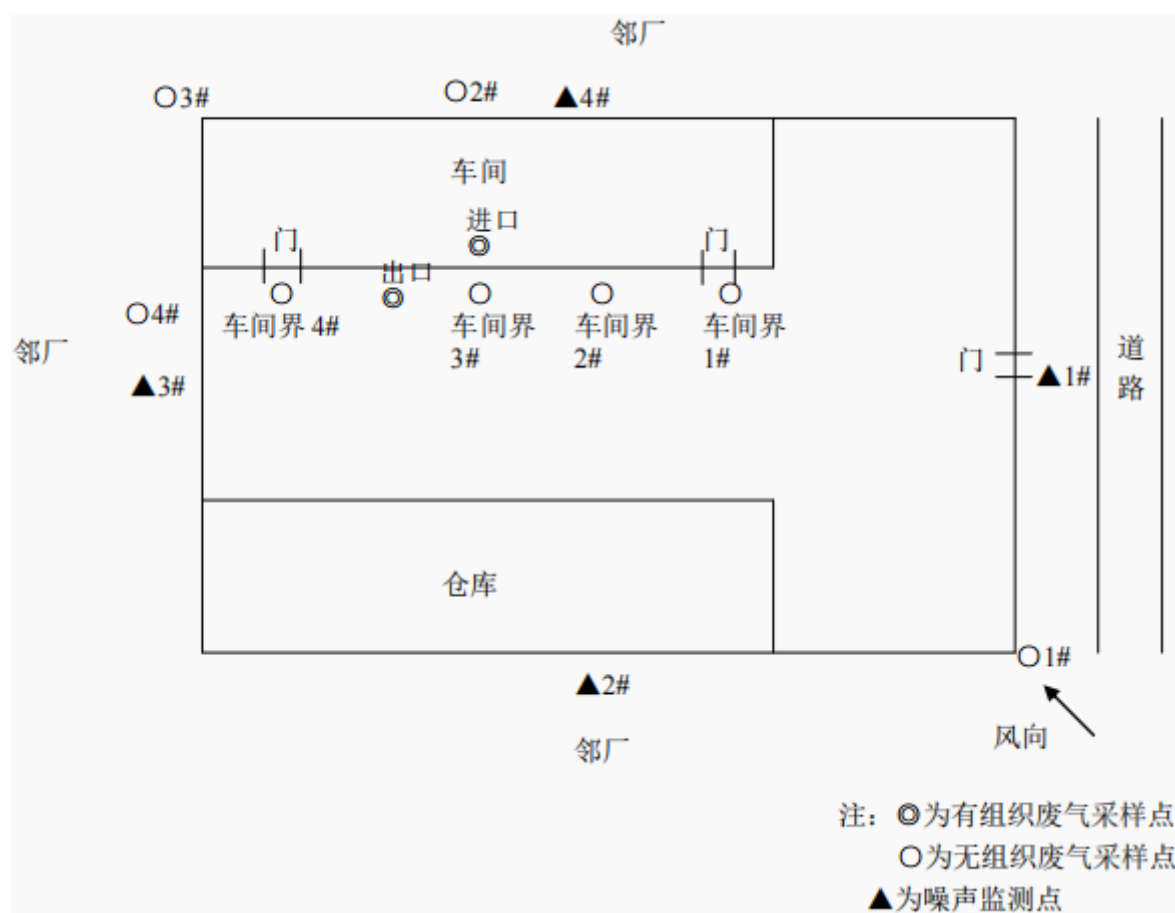 邻厂
○3#
○2#
▲4#
车间
进口
◎
门
门
出口
◎
○
○
○
○
车间界 4#
车间界
3#
车间界
2#
车间界
1#
○4#
邻厂
▲3#
门
▲1#
道
路
仓库
○1#
▲2#
风向
邻厂
注：◎为有组织废气采样点
○为无组织废气采样点
▲为噪声监测点